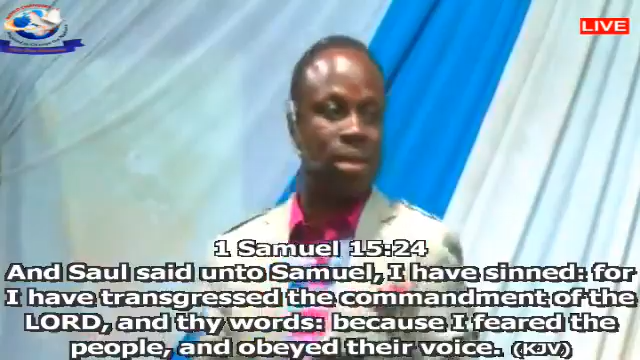 LIVE
1 Samuel 15:24
And Saul said unto Samuel, I have sinned: for
I have transgressed the commandment of the
LORD, and thy words: because I feared the
people, and obeyed their voice. (KJV)